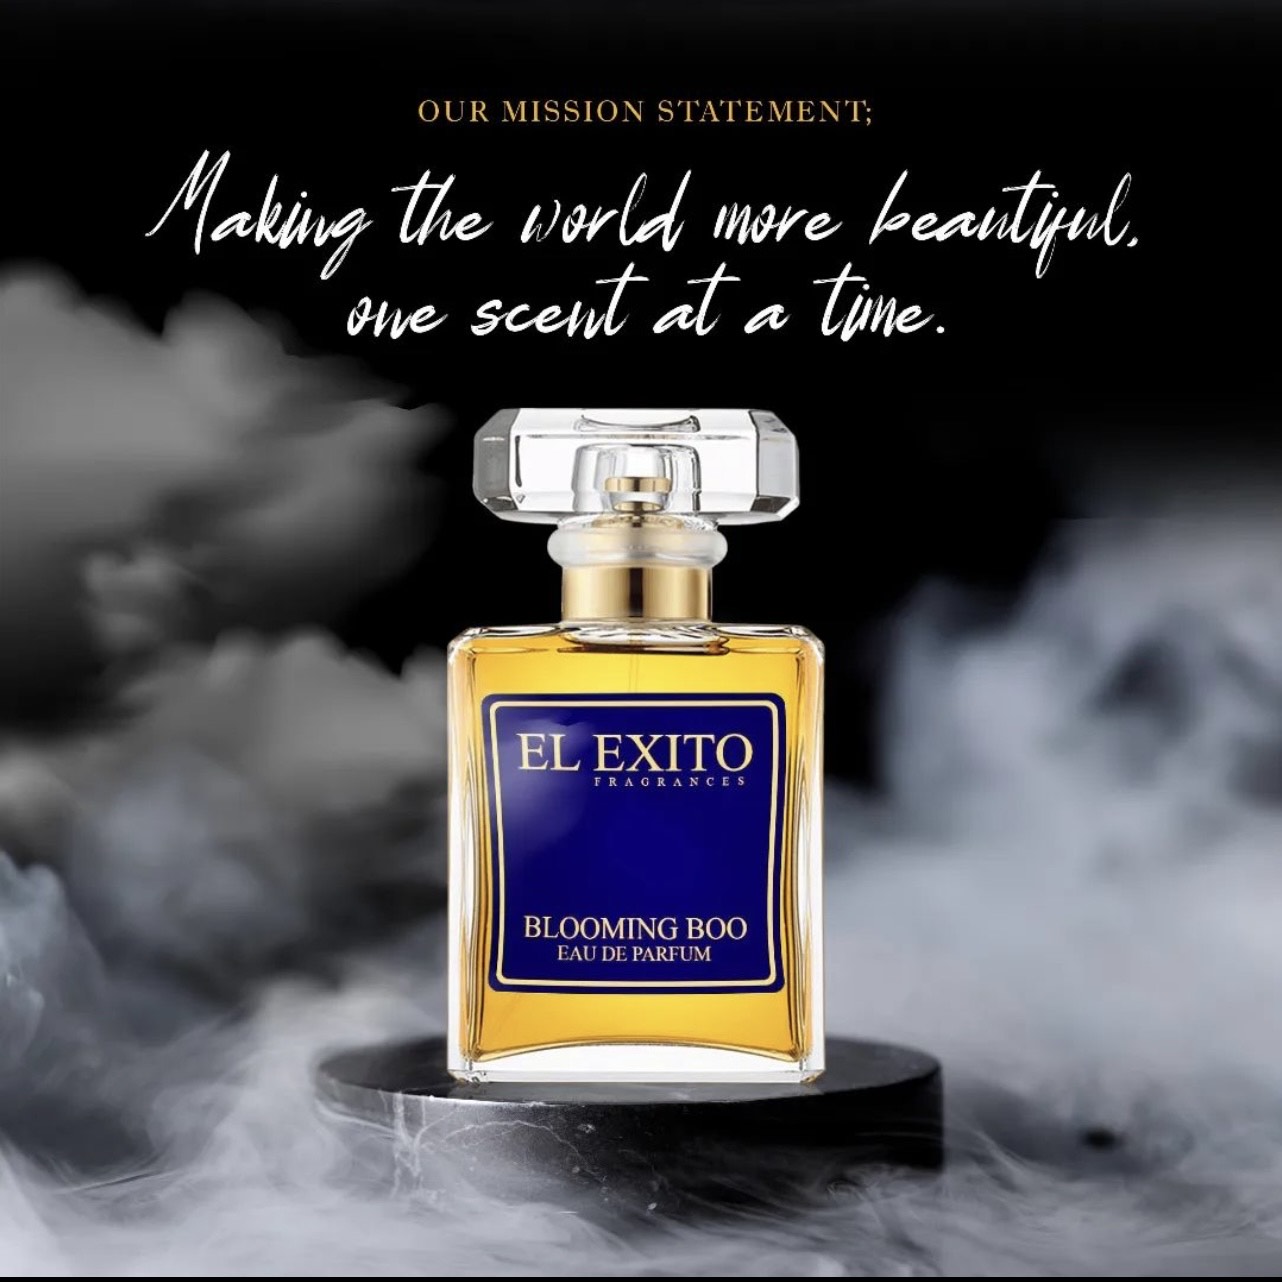 OUR MISSION STATEMENT;
Making the world more beautiful,
one scent at a time.
EL EXITO
FRAGRANCES
BLOOMING BOO
EAU DE PARFUM